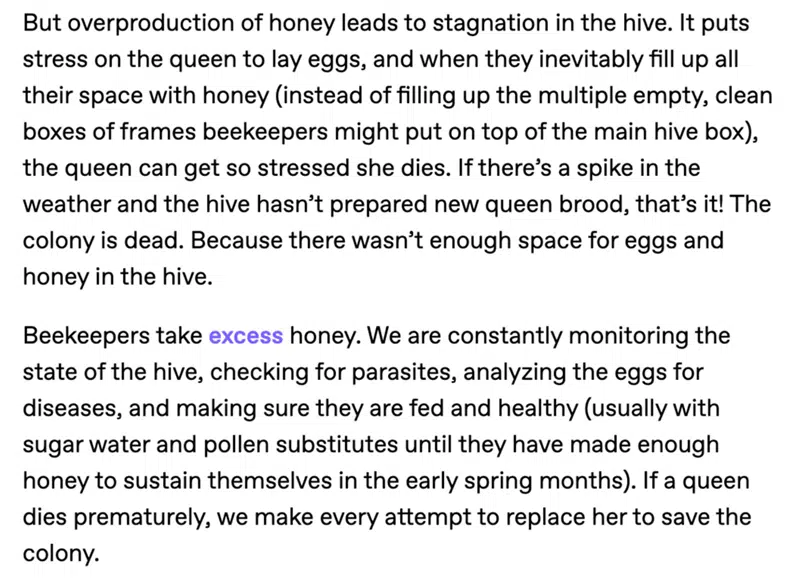 But overproduction of honey leads to stagnation in the hive. It puts
stress on the queen to lay eggs, and when they inevitably fill up all
their space with honey (instead of filling up the multiple empty, clean
boxes of frames beekeepers might put on top of the main hive box),
the queen can get so stressed she dies. If there’s a spike in the
weather and the hive hasn’t prepared new queen brood, that’s it! The
colony is dead. Because there wasn’t enough space for eggs and
honey in the hive.
Beekeepers take excess honey. We are constantly monitoring the
state of the hive, checking for parasites, analyzing the eggs for
diseases, and making sure they are fed and healthy (usually with
sugar water and pollen substitutes until they have made enough
honey to sustain themselves in the early spring months). If a queen
dies prematurely, we make every attempt to replace her to save the
colony.